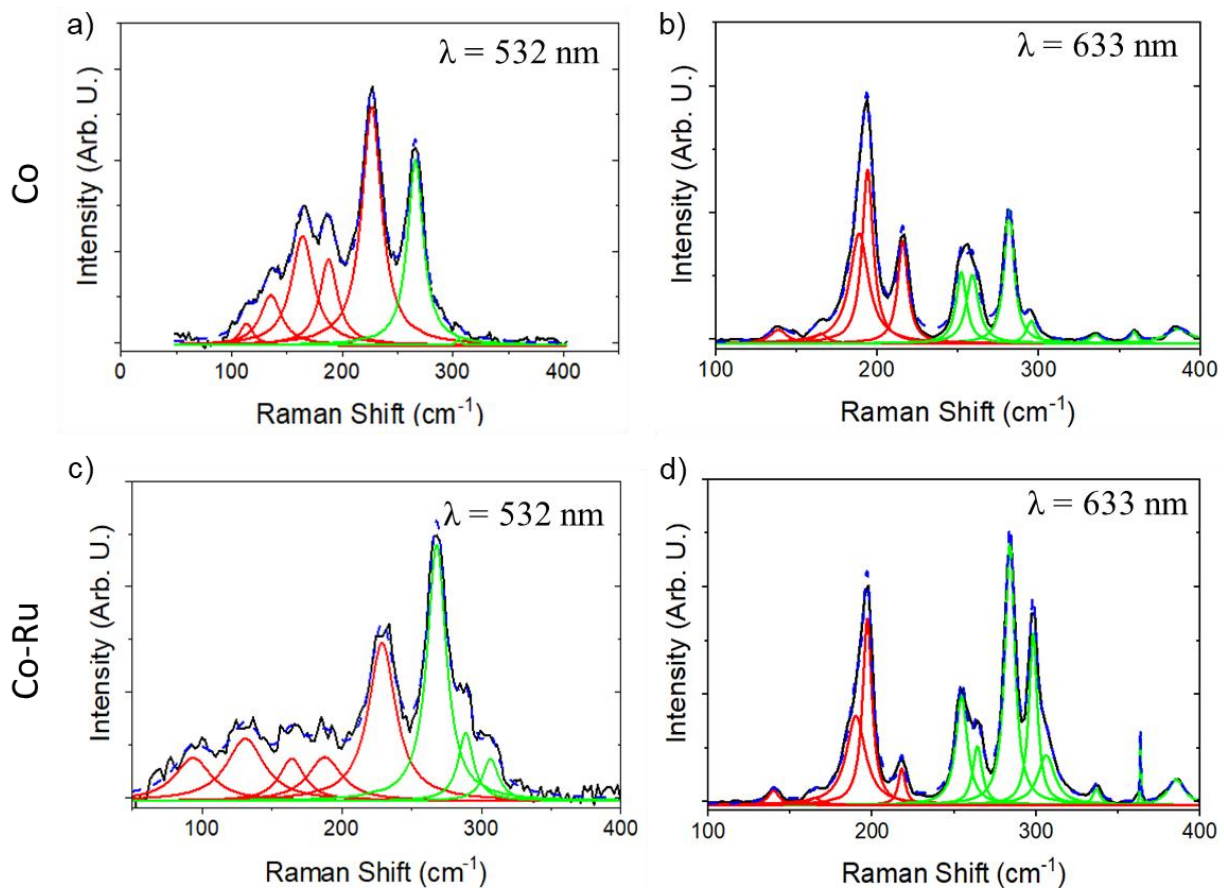 a)
λ = 532 nm
Co
Intensity (Arb. U.)
0 100 200 300 400
Raman Shift (cm⁻¹)
b)
λ = 633 nm
Intensity (Arb. U.)
100 200 300 400
Raman Shift (cm⁻¹)
c)
λ = 532 nm
Co-Ru
Intensity (Arb. U.)
100 200 300 400
Raman Shift (cm⁻¹)
d)
λ = 633 nm
Intensity (Arb. U.)
100 200 300 400
Raman Shift (cm⁻¹)